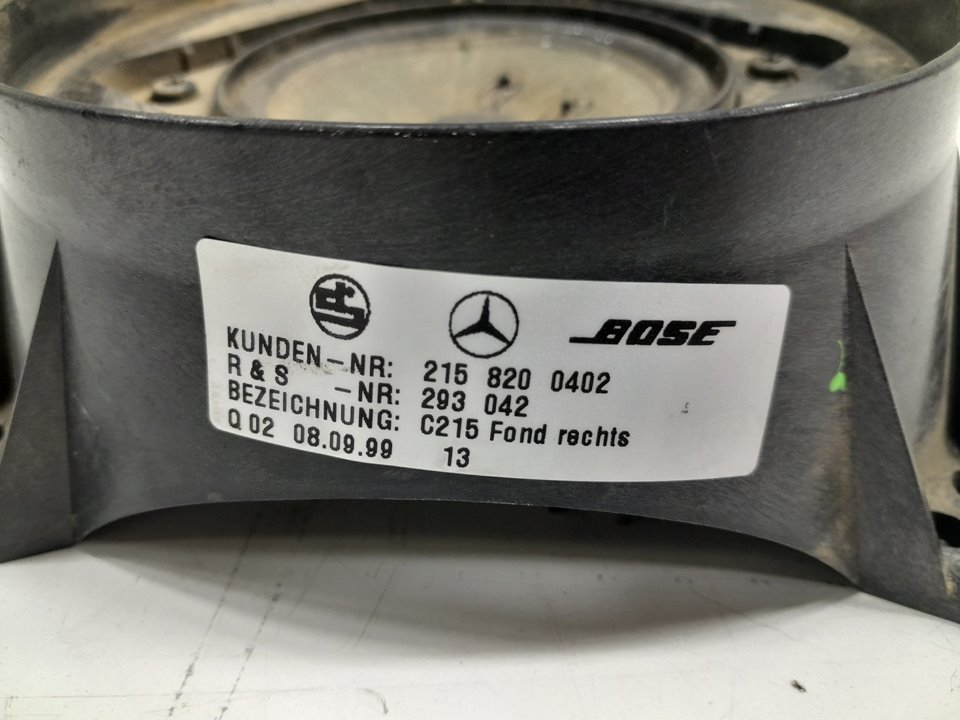 BOSE
KUNDEN-NR: 215 820 0402
R & S -NR: 293 042
BEZEICHNUNG: C215 Fond rechts
Q 02 08.09.99 13